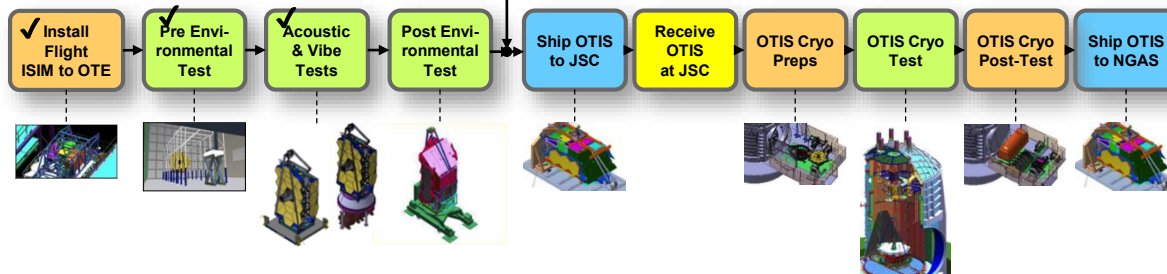 Install
Flight
ISIM to OTE
Pre Envi-
ronmental
Test
Acoustic
& Vibe
Tests
Post Envi-
ronmental
Test
Ship OTIS
to JSC
Receive
OTIS
at JSC
OTIS Cryo
Preps
OTIS Cryo
Test
OTIS Cryo
Post-Test
Ship OTIS
to NGAS